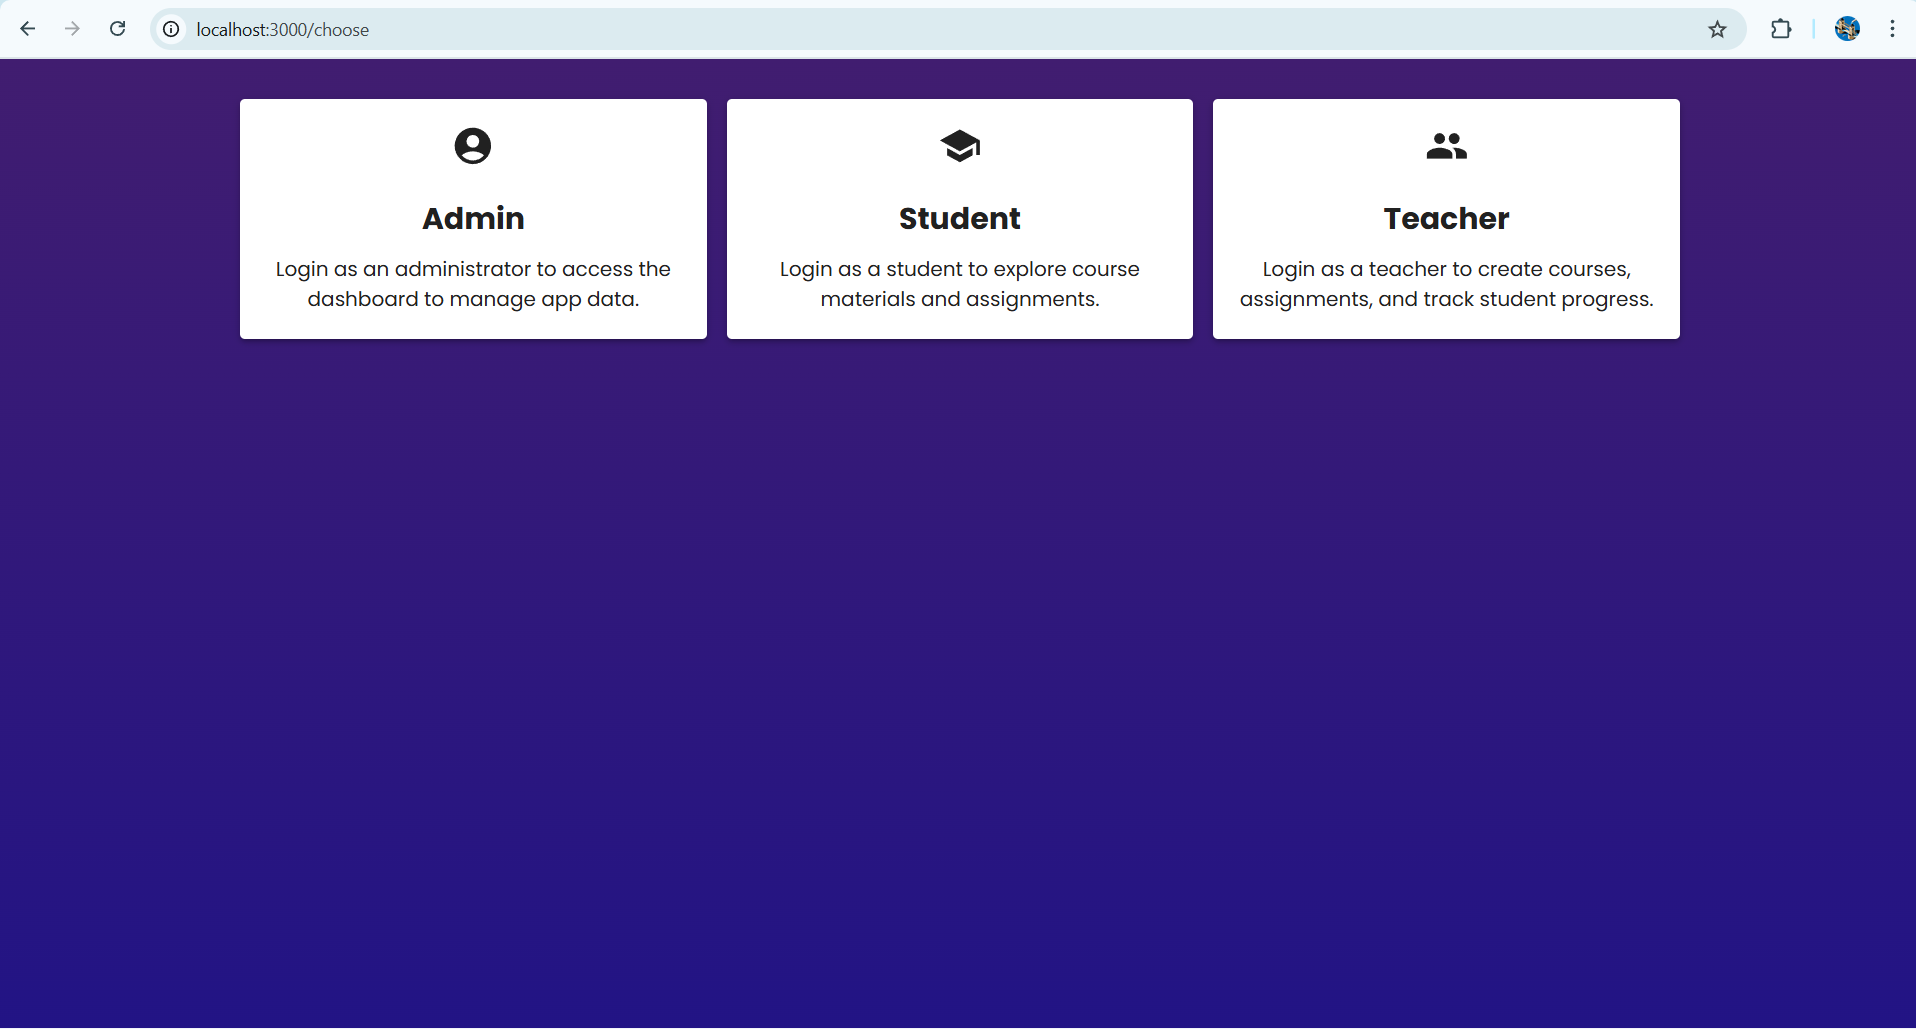 localhost:3000/choose
Admin
Login as an administrator to access the
dashboard to manage app data.
Student
Login as a student to explore course
materials and assignments.
Teacher
Login as a teacher to create courses,
assignments, and track student progress.